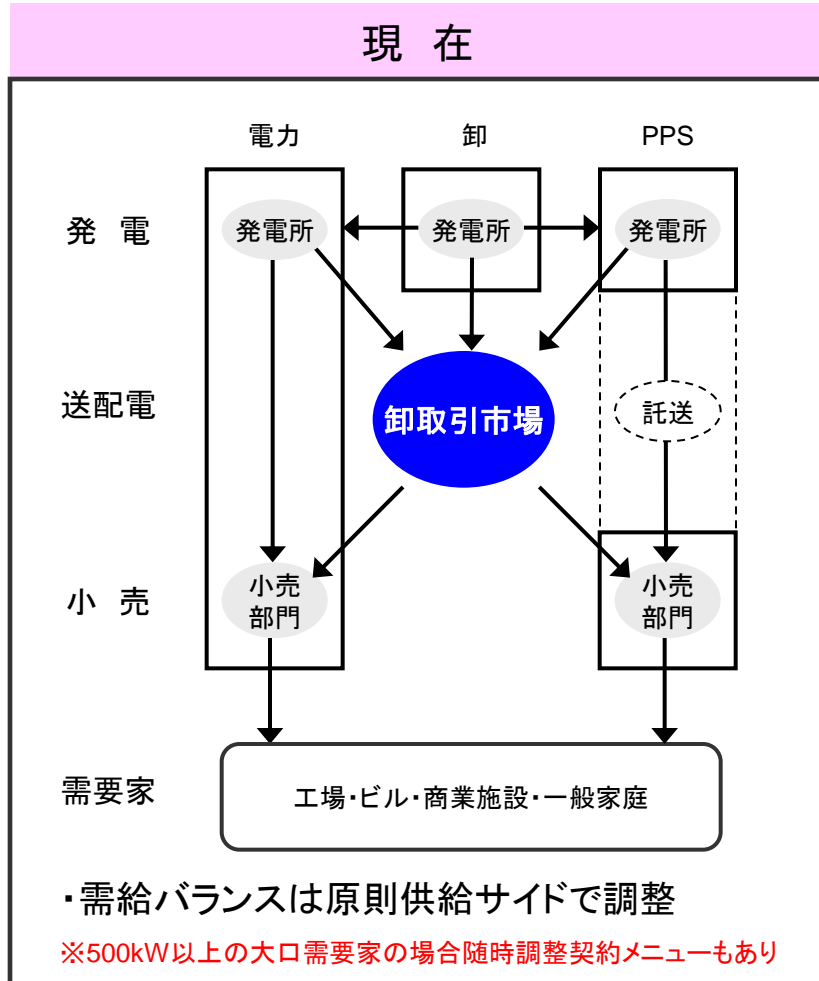 現 在
電力 卸 PPS
発 電 発電所 発電所 発電所
送配電 卸取引市場 託送
小 売 小売
部門 小売
部門
需要家 工場・ビル・商業施設・一般家庭
・需給バランスは原則供給サイドで調整
※500kW以上の大口需要家の場合随時調整契約メニューもあり